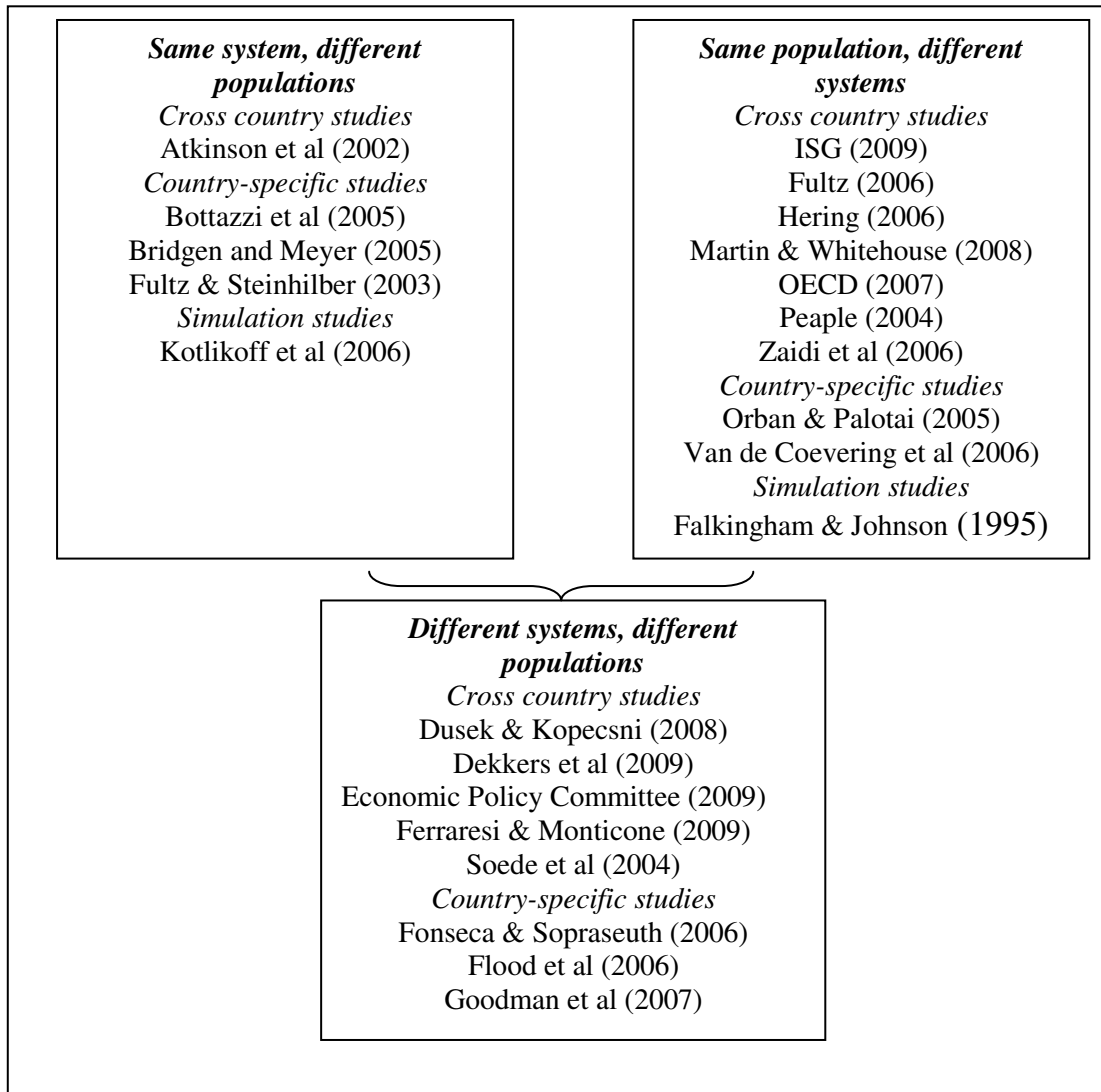 Same system, different
populations
Cross country studies
Atkinson et al (2002)
Country-specific studies
Bottazzi et al (2005)
Bridgen and Meyer (2005)
Fultz & Steinhilber (2003)
Simulation studies
Kotlikoff et al (2006)
Same population, different
systems
Cross country studies
ISG (2009)
Fultz (2006)
Hering (2006)
Martin & Whitehouse (2008)
OECD (2007)
Peaple (2004)
Zaidi et al (2006)
Country-specific studies
Orban & Palotai (2005)
Van de Coevering et al (2006)
Simulation studies
Falkingham & Johnson (1995)
Different systems, different
populations
Cross country studies
Dusek & Kopecsni (2008)
Dekkers et al (2009)
Economic Policy Committee (2009)
Ferraresi & Monticone (2009)
Soede et al (2004)
Country-specific studies
Fonseca & Sopraseuth (2006)
Flood et al (2006)
Goodman et al (2007)